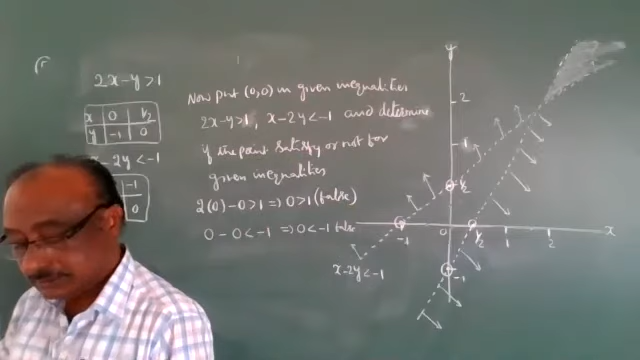 2x-y>1
x 0 1/2
y -1 0
x-2y<-1
-1
0
Now put (0,0) in given inequalities
2x-y>1, x-2y<-1 and determine
if the point satisfy or not for
given inequalities
2(0)-0>1 ⇒ 0>1 (false)
0-0<-1 ⇒ 0<-1 false
y
2
1
1/2
-1 0 1/2 1 2 x
-1
x-2y<-1